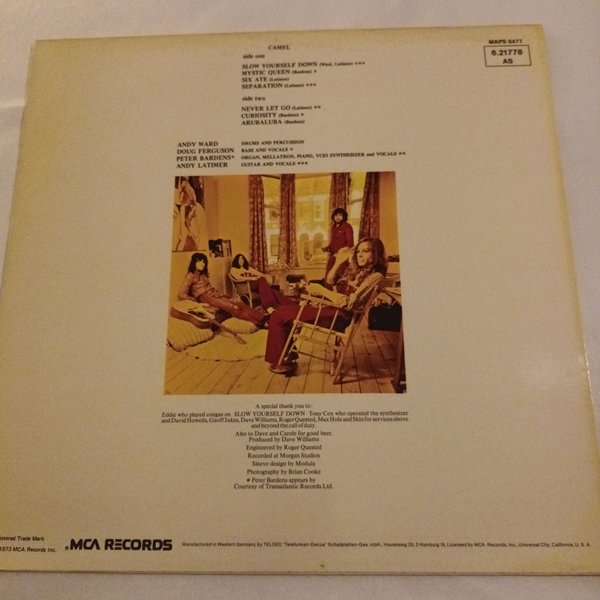 CAMEL
MAPS 6477
6.21778
AS
side one
SLOW YOURSELF DOWN (Ward, Latimer) ***
MYSTIC QUEEN (Bardens) *
SIX ATE (Latimer)
SEPARATION (Latimer) ***
side two
NEVER LET GO (Latimer) **
CURIOSITY (Bardens) *
ARUBALUBA (Bardens)
ANDY WARD DRUMS AND PERCUSSION
DOUG FERGUSON BASS AND VOCALS *
PETER BARDENS* ORGAN, MELLATRON, PIANO, VCS3 SYNTHESIZER and VOCALS **
ANDY LATIMER GUITAR AND VOCALS ***
A special thank you to:
Eddie who played congas on SLOW YOURSELF DOWN Tony Cox who operated the synthesizer
and David Howells, Geoff Jukes, Dave Williams, Roger Quested, Max Hole and Skin for services above
and beyond the call of duty.
Also to Dave and Carole for good beer.
Produced by Dave Williams
Engineered by Roger Quested
Recorded at Morgan Studios
Sleeve design by Modula
Photography by Brian Cooke
* Peter Bardens appears by
Courtesy of Transatlantic Records Ltd.
istered Trade Mark
1973 MCA Records Inc.
MCA RECORDS
Manufactured in Western Germany by TELDEC "Telefunken-Decca" Schallplatten-Ges. mbH., Heussweg 25, 2 Hamburg 19. Licensed by MCA Records, Inc., Universal City, California, U. S. A.